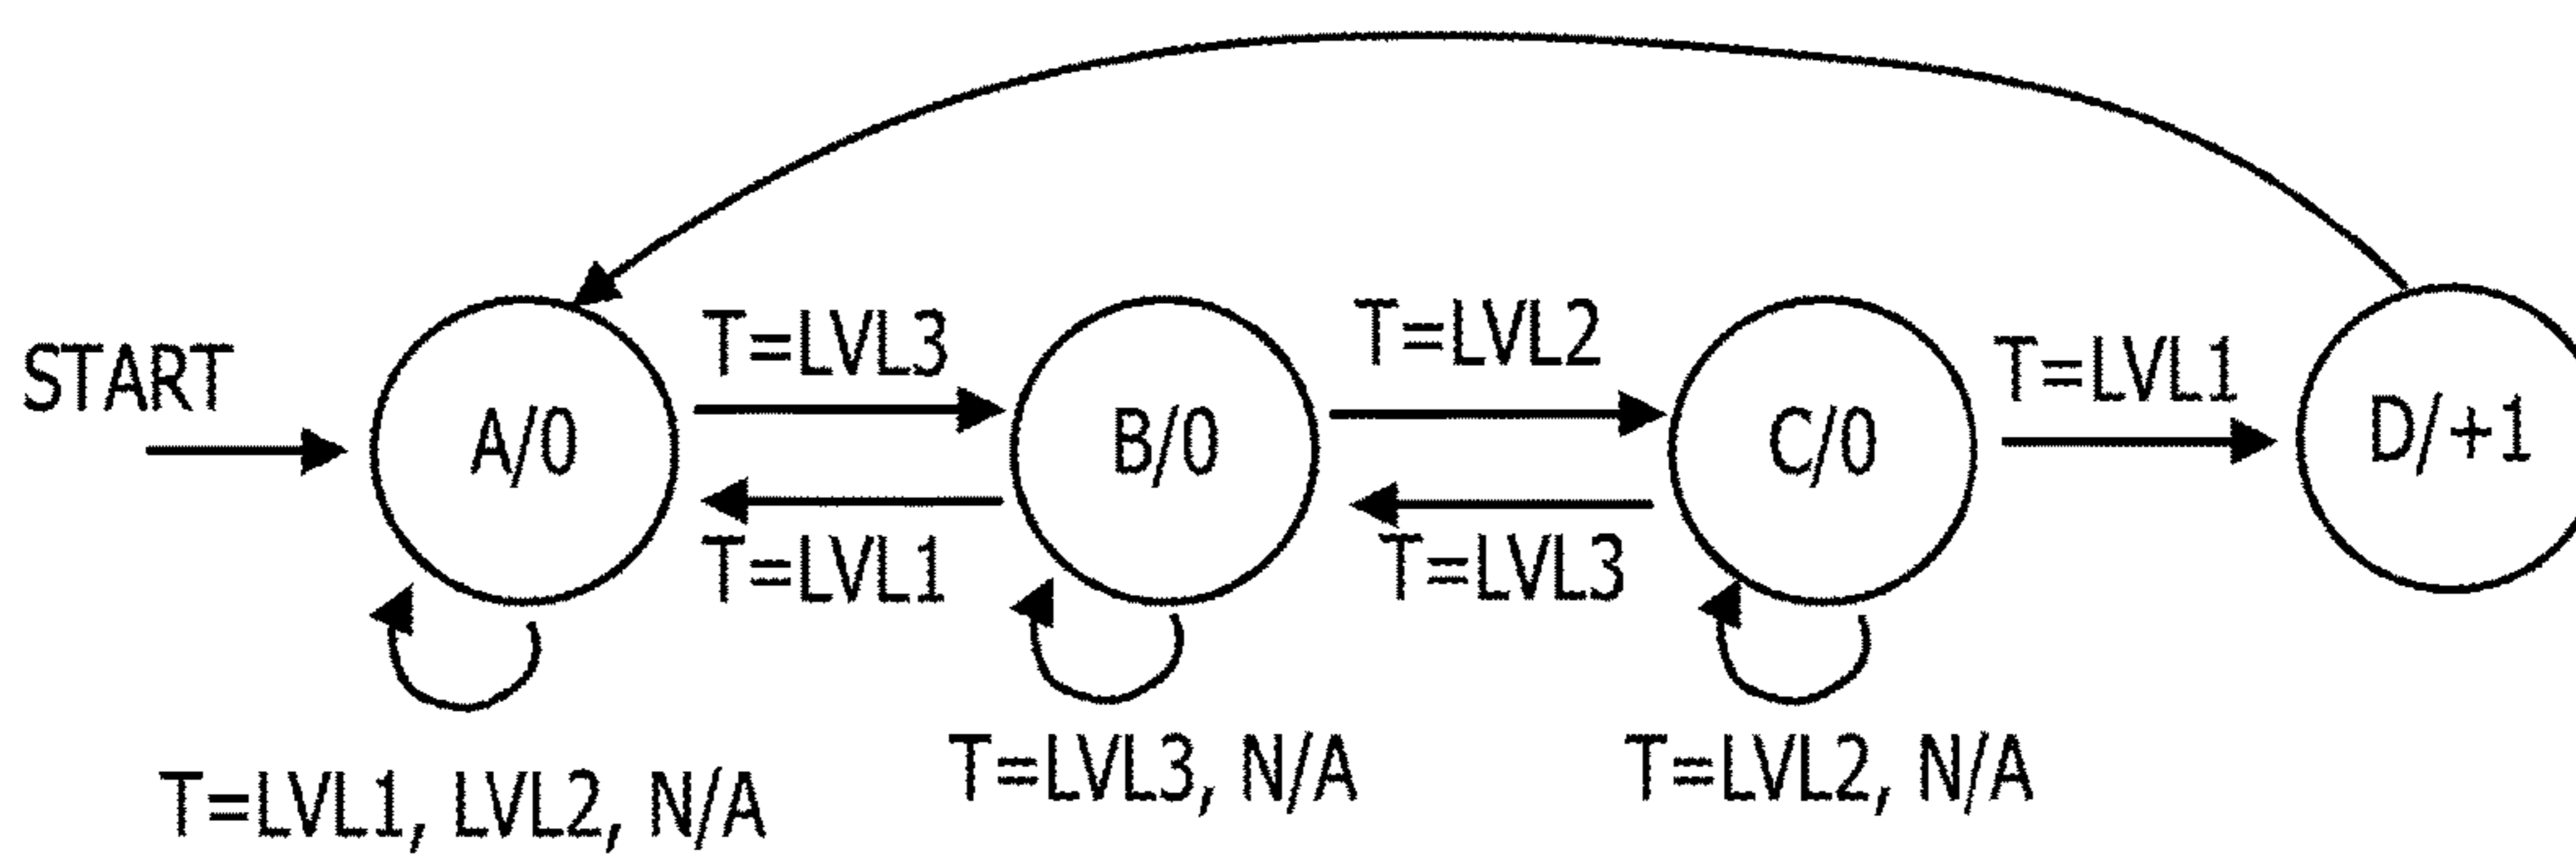 START
A/0
T=LVL3
B/0
T=LVL2
C/0
T=LVL1
D/+1
T=LVL1
T=LVL3
T=LVL1, LVL2, N/A
T=LVL3, N/A
T=LVL2, N/A